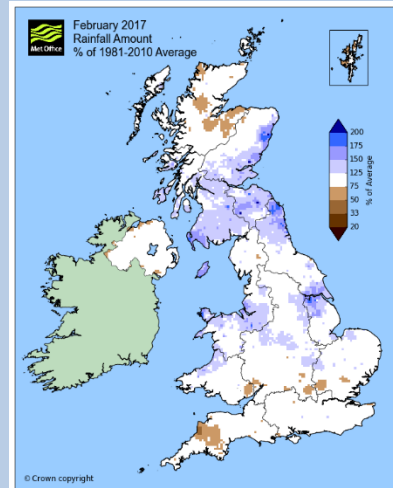 February 2017
Rainfall Amount
% of 1981-2010 Average
Met Office
200
175
150
125
75
50
33
20
% of Average
© Crown copyright